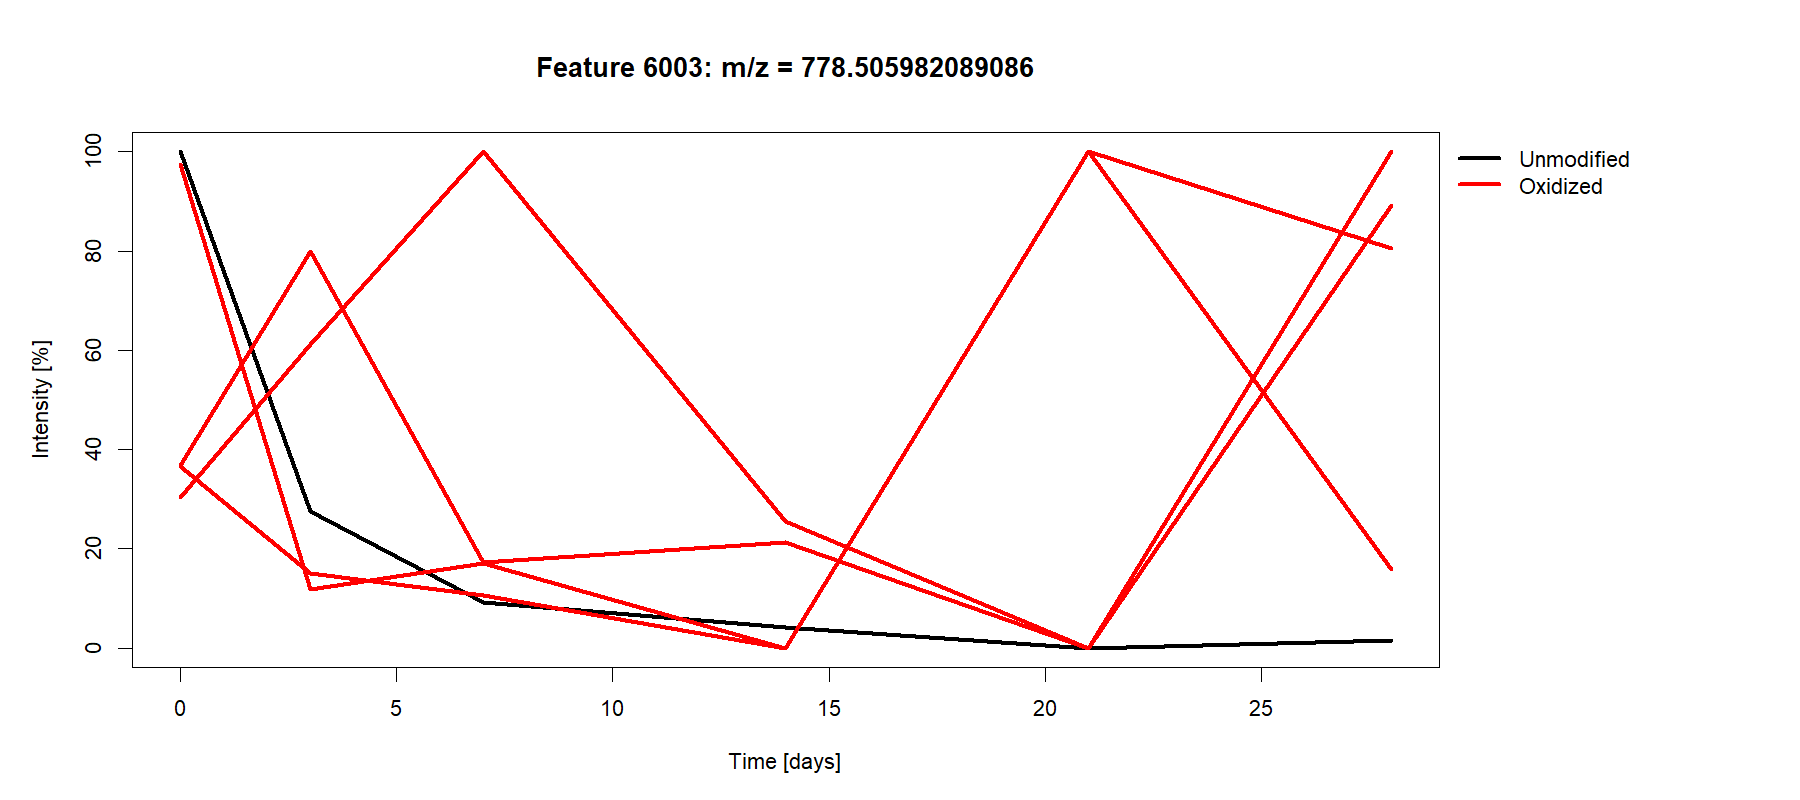 Feature 6003: m/z = 778.505982089086
Unmodified
Oxidized
Intensity [%]
100
80
60
40
20
0
0 5 10 15 20 25
Time [days]